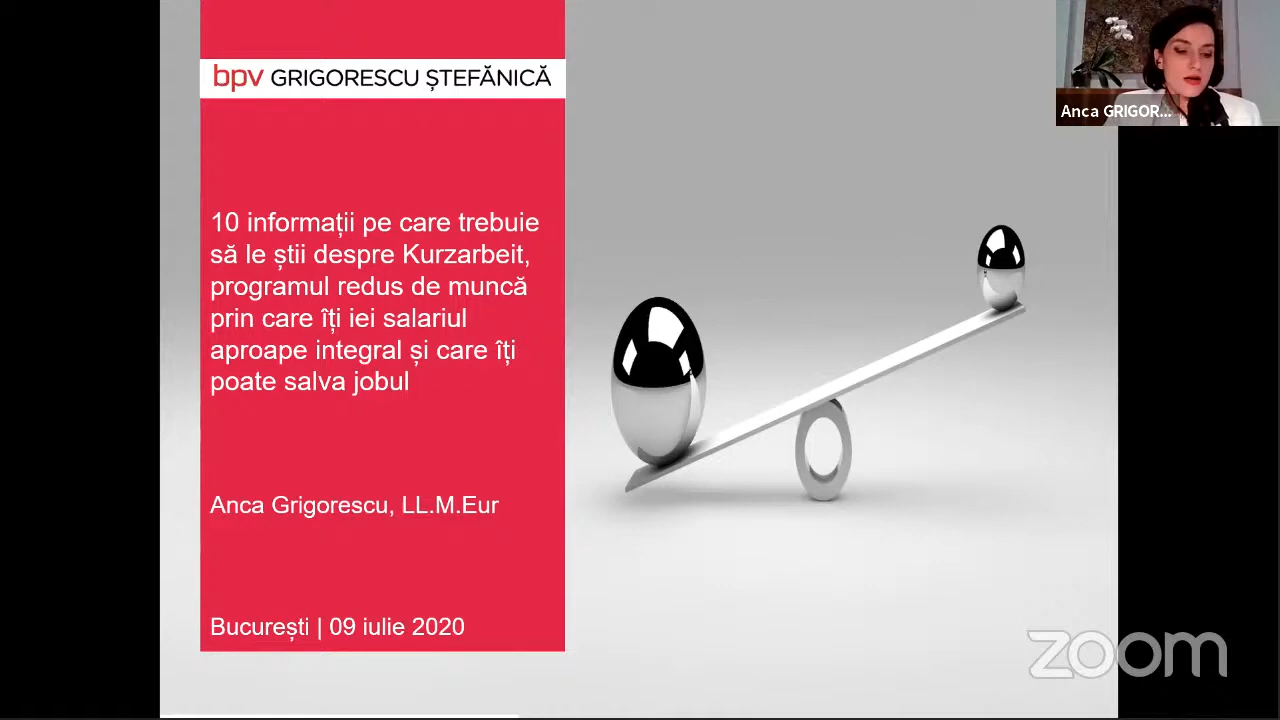 bpv GRIGORESCU ȘTEFĂNICĂ
10 informații pe care trebuie
să le știi despre Kurzarbeit,
programul redus de muncă
prin care îți iei salariul
aproape integral și care îți
poate salva jobul
Anca Grigorescu, LL.M.Eur
București | 09 iulie 2020
Anca GRIGOR...
zoom